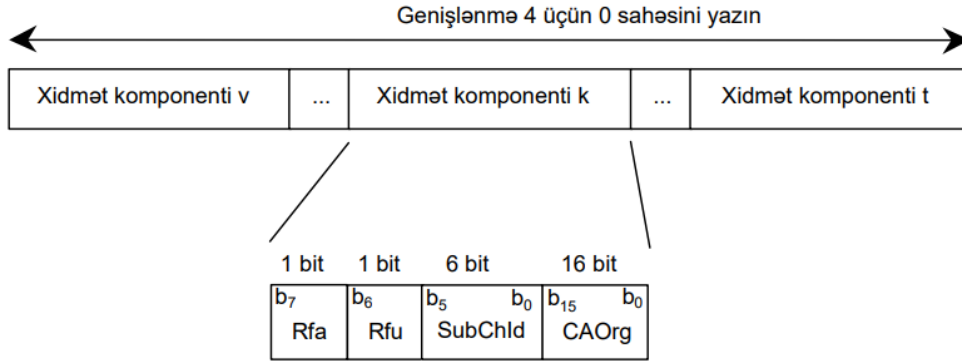 Genişlənmə 4 üçün 0 sahəsini yazın
Xidmət komponenti v ... Xidmət komponenti k ... Xidmət komponenti t
1 bit 1 bit 6 bit 16 bit
b7 b6 b5 b0 b15 b0
Rfa Rfu SubChId CAOrg